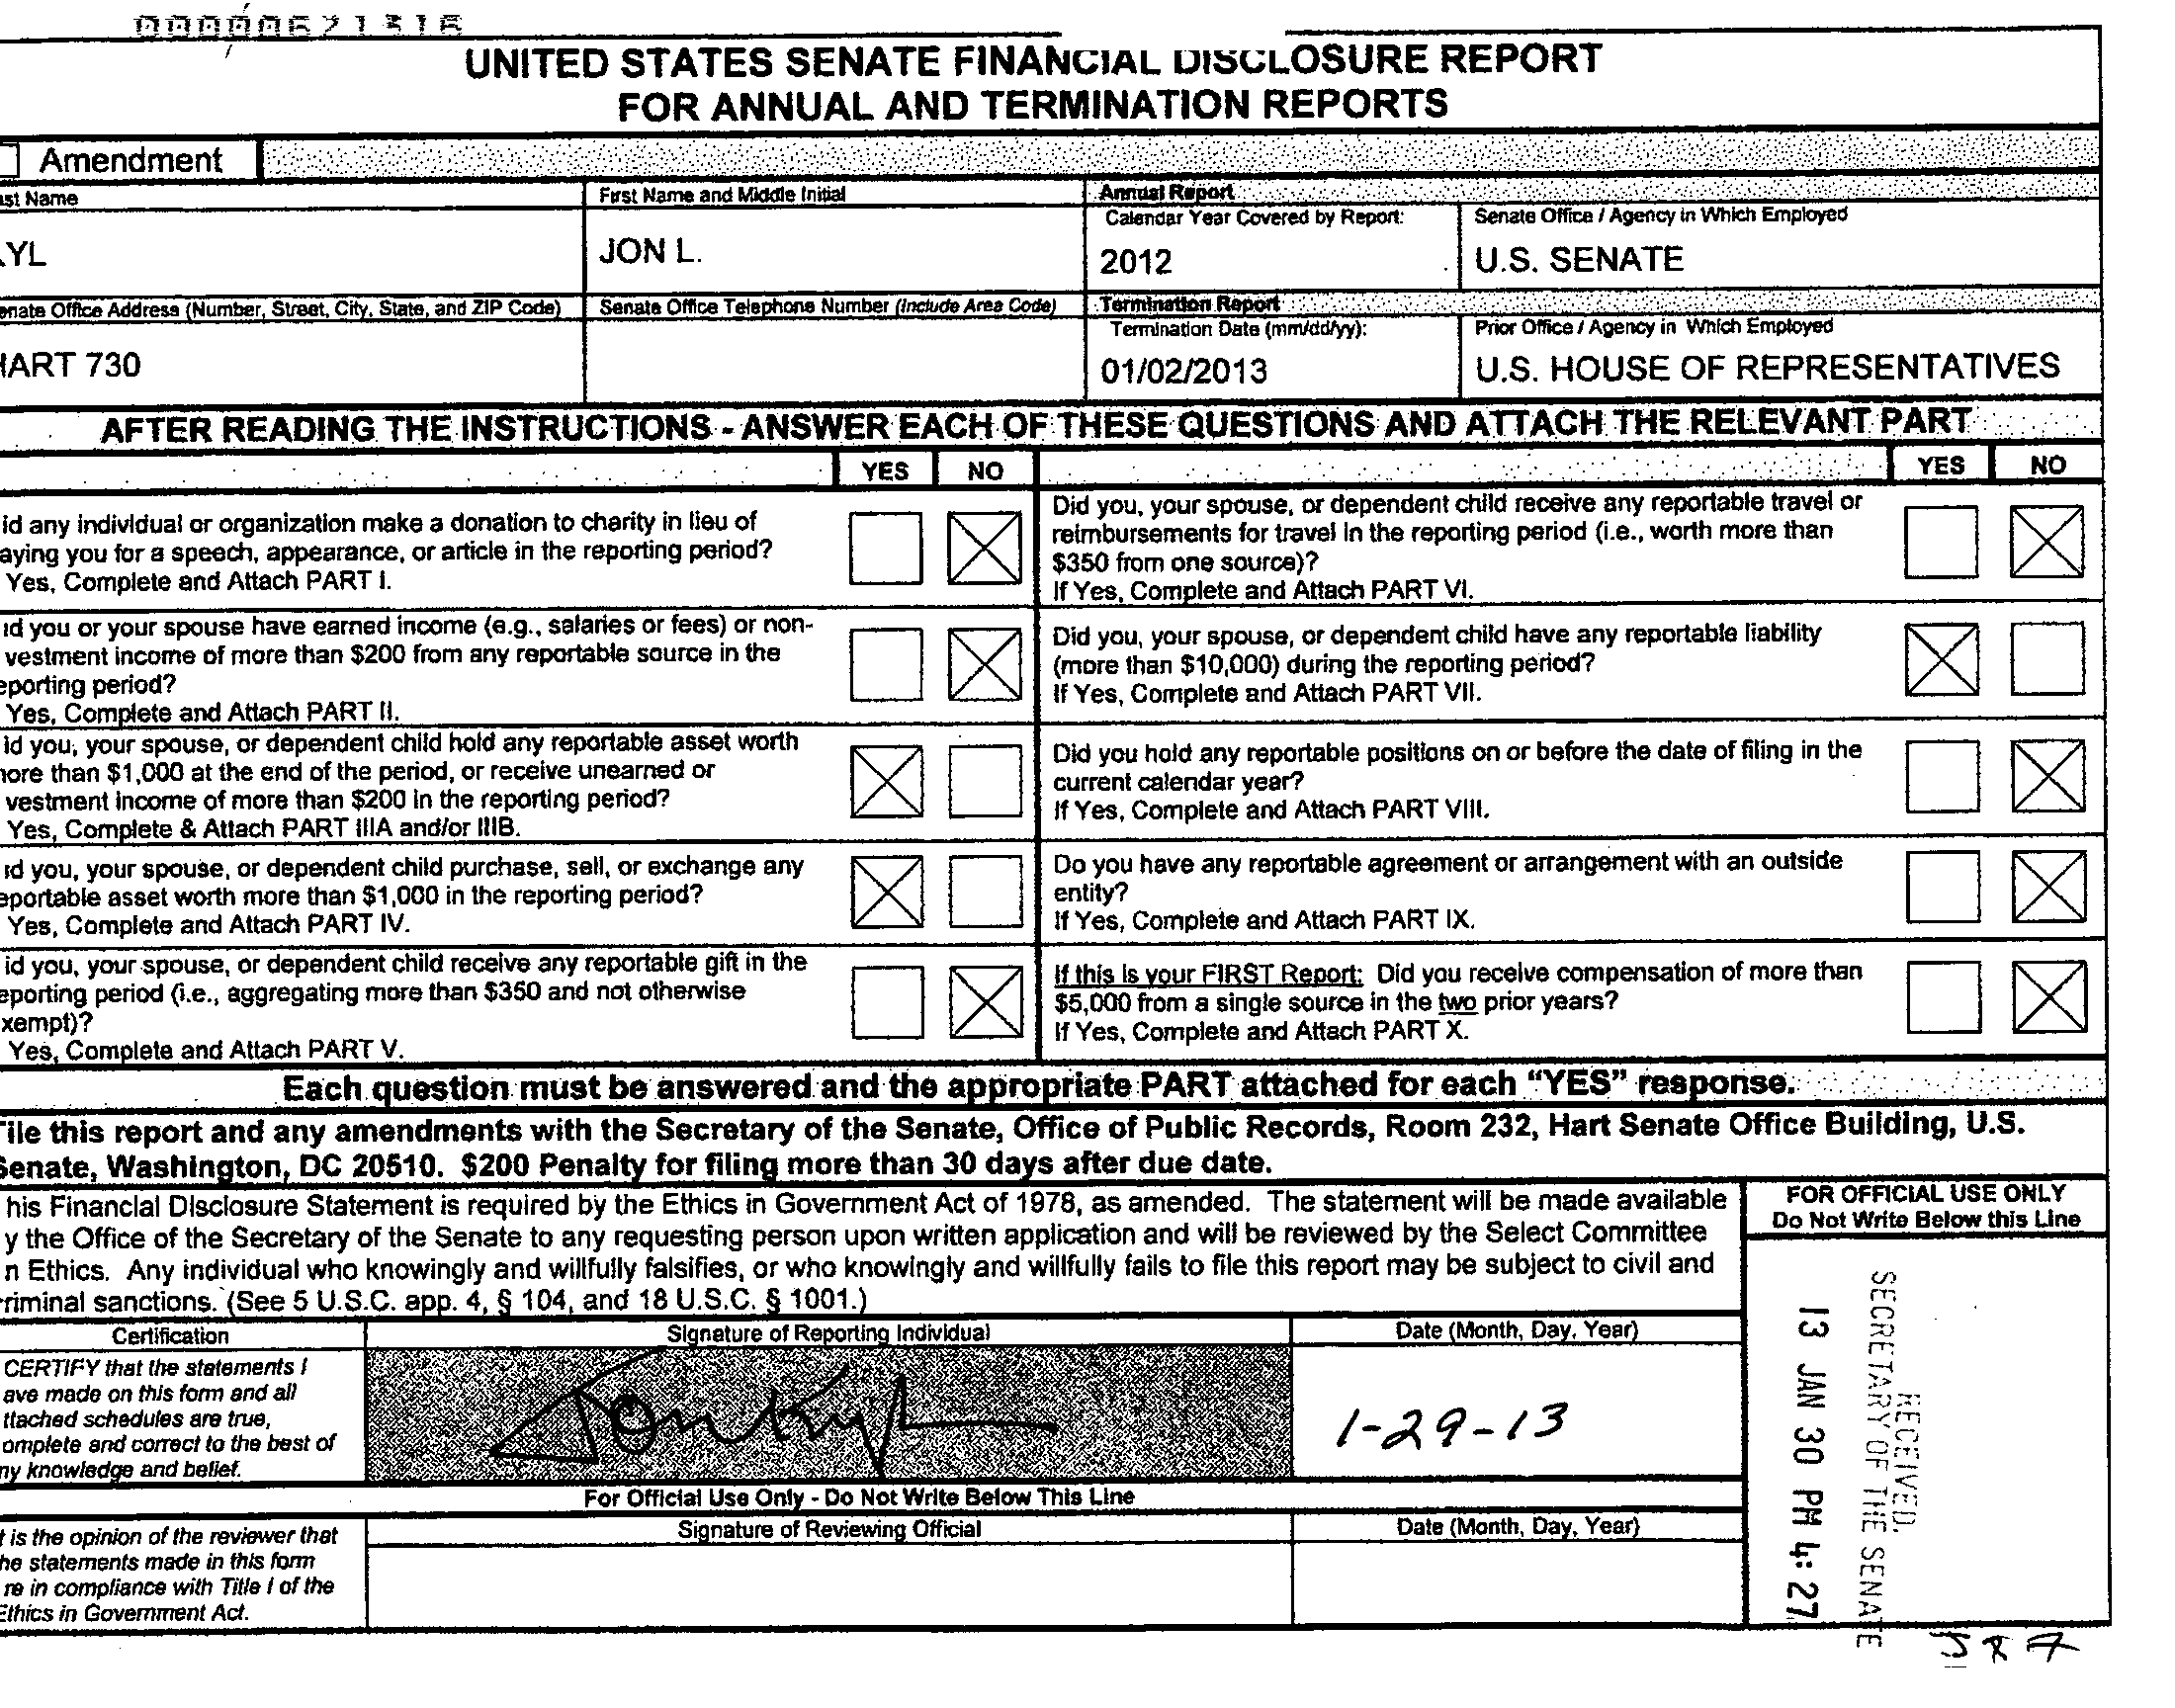 00000621316
UNITED STATES SENATE FINANCIAL DISCLOSURE REPORT
FOR ANNUAL AND TERMINATION REPORTS
Amendment
ast Name
First Name and Middle Initial
Annual Report
Calendar Year Covered by Report:
Senate Office / Agency in Which Employed
YL
JON L.
2012
U.S. SENATE
enate Office Address (Number, Street, City, State, and ZIP Code)
Senate Office Telephone Number (Include Area Code)
Termination Report
Termination Date (mm/dd/yy):
Prior Office / Agency in Which Employed
HART 730
01/02/2013
U.S. HOUSE OF REPRESENTATIVES
AFTER READING THE INSTRUCTIONS - ANSWER EACH OF THESE QUESTIONS AND ATTACH THE RELEVANT PART
YES NO
YES NO
id any individual or organization make a donation to charity in lieu of
aying you for a speech, appearance, or article in the reporting period?
Yes, Complete and Attach PART I.
Did you, your spouse, or dependent child receive any reportable travel or
reimbursements for travel in the reporting period (i.e., worth more than
$350 from one source)?
If Yes, Complete and Attach PART VI.
id you or your spouse have earned income (e.g., salaries or fees) or non-
vestment income of more than $200 from any reportable source in the
eporting period?
Yes, Complete and Attach PART II.
Did you, your spouse, or dependent child have any reportable liability
(more than $10,000) during the reporting period?
If Yes, Complete and Attach PART VII.
id you, your spouse, or dependent child hold any reportable asset worth
more than $1,000 at the end of the period, or receive unearned or
vestment income of more than $200 in the reporting period?
Yes, Complete & Attach PART IIIA and/or IIIB.
Did you hold any reportable positions on or before the date of filing in the
current calendar year?
If Yes, Complete and Attach PART VIII.
id you, your spouse, or dependent child purchase, sell, or exchange any
eportable asset worth more than $1,000 in the reporting period?
Yes, Complete and Attach PART IV.
Do you have any reportable agreement or arrangement with an outside
entity?
If Yes, Complete and Attach PART IX.
id you, your spouse, or dependent child receive any reportable gift in the
eporting period (i.e., aggregating more than $350 and not otherwise
xempt)?
Yes, Complete and Attach PART V.
If this is your FIRST Report: Did you receive compensation of more than
$5,000 from a single source in the two prior years?
If Yes, Complete and Attach PART X.
Each question must be answered and the appropriate PART attached for each “YES” response.
File this report and any amendments with the Secretary of the Senate, Office of Public Records, Room 232, Hart Senate Office Building, U.S.
Senate, Washington, DC 20510. $200 Penalty for filing more than 30 days after due date.
his Financial Disclosure Statement is required by the Ethics in Government Act of 1978, as amended. The statement will be made available
y the Office of the Secretary of the Senate to any requesting person upon written application and will be reviewed by the Select Committee
n Ethics. Any individual who knowingly and willfully falsifies, or who knowingly and willfully fails to file this report may be subject to civil and
riminal sanctions. (See 5 U.S.C. app. 4, § 104, and 18 U.S.C. § 1001.)
FOR OFFICIAL USE ONLY
Do Not Write Below this Line
Certification
Signature of Reporting Individual
Date (Month, Day, Year)
CERTIFY that the statements I
ave made on this form and all
ttached schedules are true,
omplete and correct to the best of
ny knowledge and belief.
Jon Kyl
1-29-13
For Official Use Only - Do Not Write Below This Line
t is the opinion of the reviewer that
he statements made in this form
re in compliance with Title I of the
Ethics in Government Act.
Signature of Reviewing Official
Date (Month, Day, Year)
RECEIVED
SECRETARY OF THE SENATE
13 JAN 30 PM 4:27